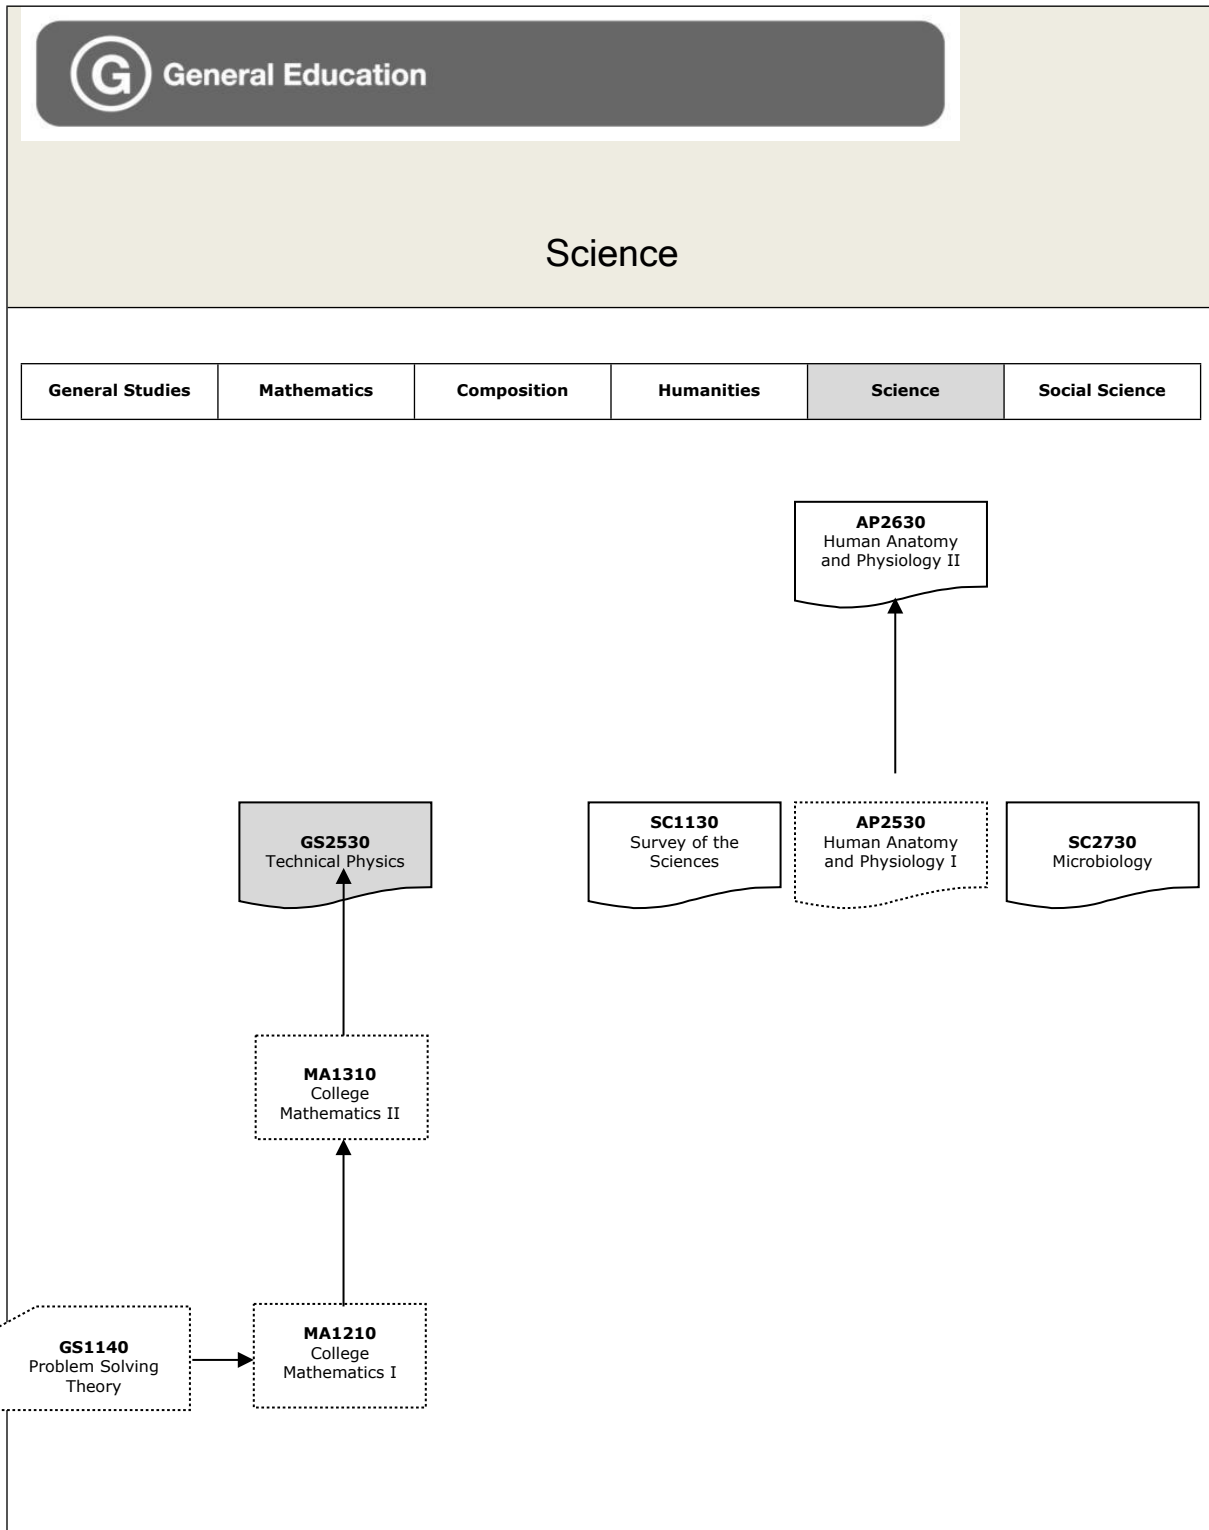 G General Education
Science
General Studies Mathematics Composition Humanities Science Social Science
AP2630
Human Anatomy
and Physiology II
GS2530
Technical Physics
SC1130
Survey of the
Sciences
AP2530
Human Anatomy
and Physiology I
SC2730
Microbiology
MA1310
College
Mathematics II
GS1140
Problem Solving
Theory
MA1210
College
Mathematics I